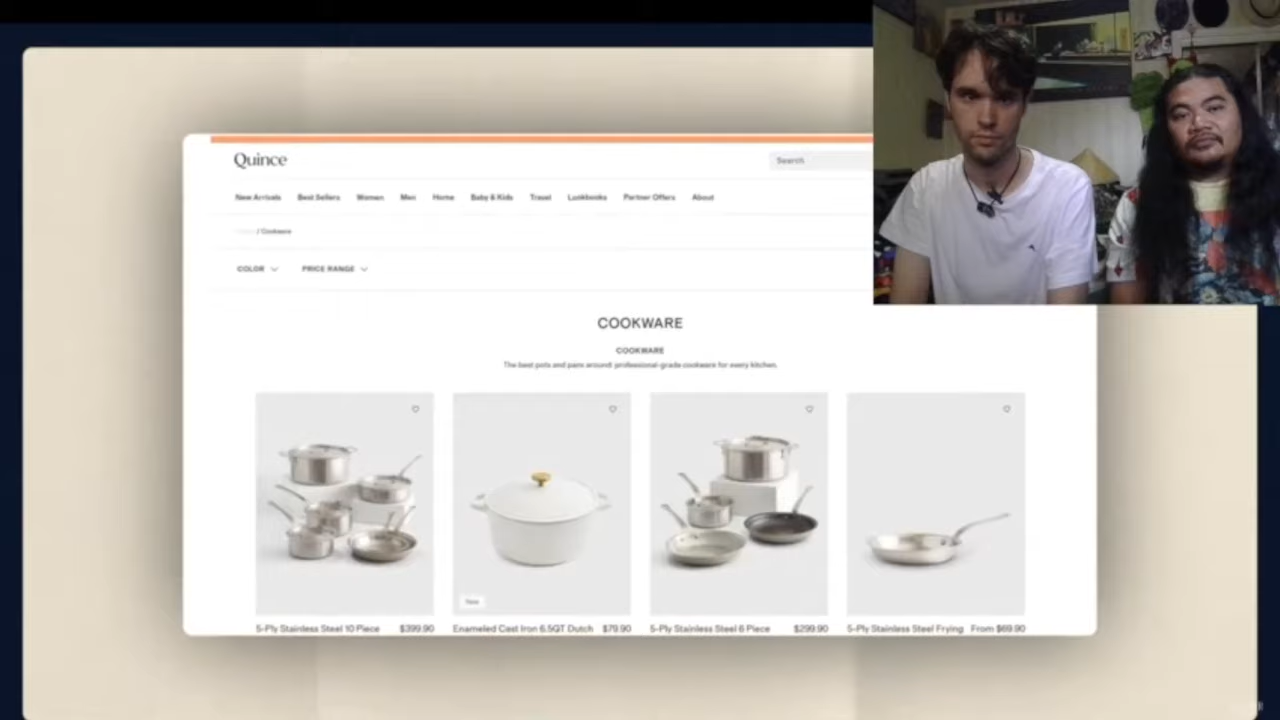 Quince
Search
New Arrivals Best Sellers Women Men Home Baby & Kids Travel Lookbooks Partner Offers About
/ Cookware
COLOR PRICE RANGE
COOKWARE
COOKWARE
The best pots and pans around: professional-grade cookware for every kitchen.
New
5-Ply Stainless Steel 10 Piece $399.90
Enameled Cast Iron 6.5QT Dutch $79.90
5-Ply Stainless Steel 6 Piece $299.90
5-Ply Stainless Steel Frying From $69.90